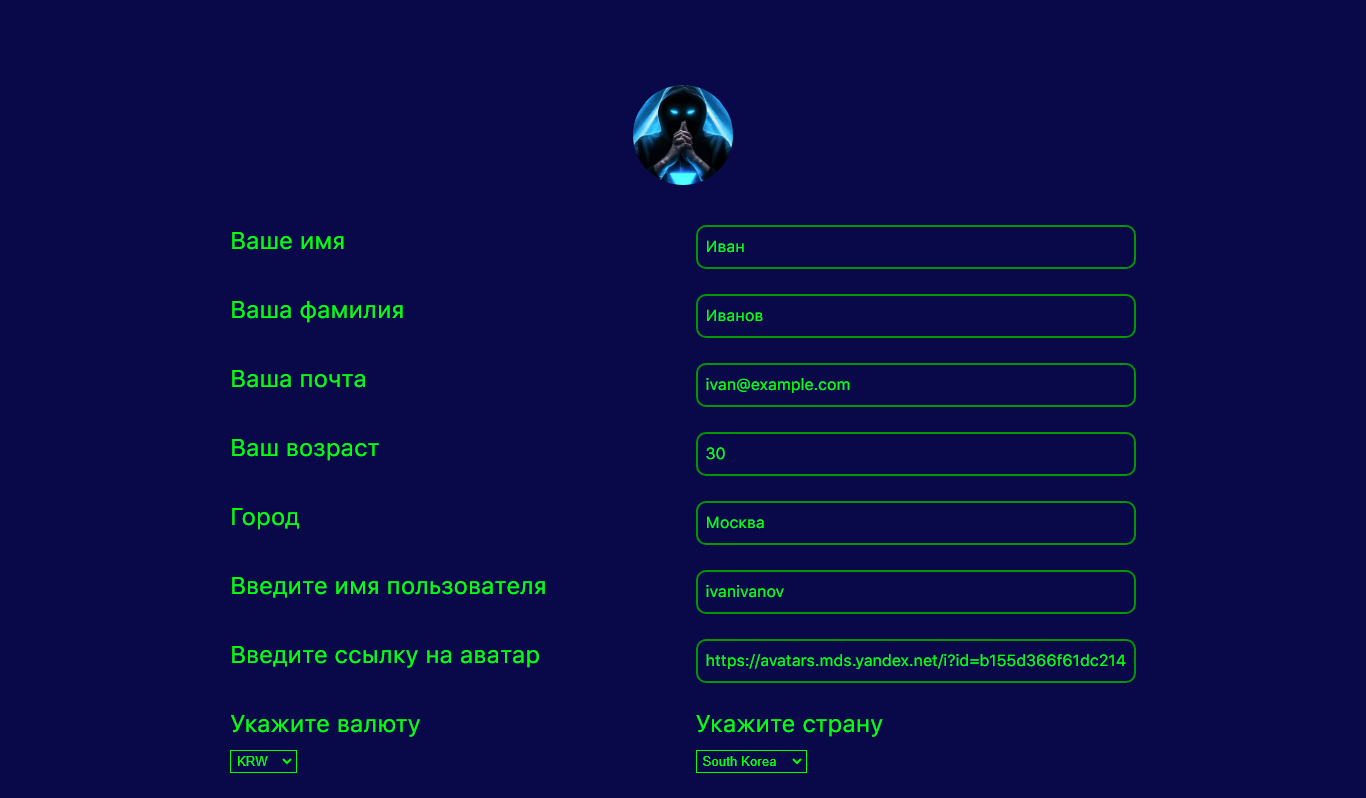 Ваше имя
Иван
Ваша фамилия
Иванов
Ваша почта
ivan@example.com
Ваш возраст
30
Город
Москва
Введите имя пользователя
ivanivanov
Введите ссылку на аватар
https://avatars.mds.yandex.net/i?id=b155d366f61dc214
Укажите валюту
KRW
Укажите страну
South Korea